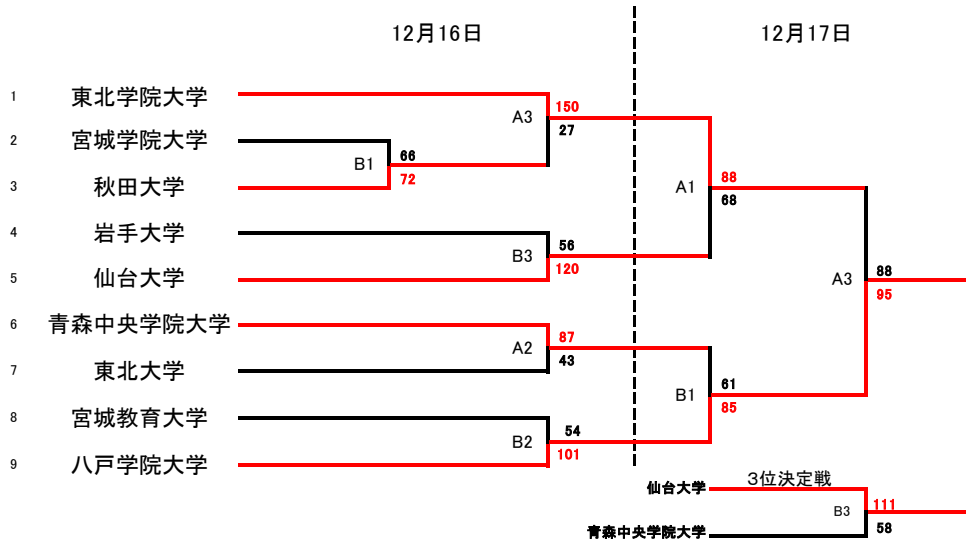 12月16日
12月17日
1 東北学院大学
A3 150
27
2 宮城学院大学
B1 66
72
3 秋田大学
A1 88
68
4 岩手大学
B3 56
120
5 仙台大学
A3 88
95
6 青森中央学院大学
A2 87
43
7 東北大学
B1 61
85
8 宮城教育大学
B2 54
101
9 八戸学院大学
3位決定戦
仙台大学
B3 111
58
青森中央学院大学